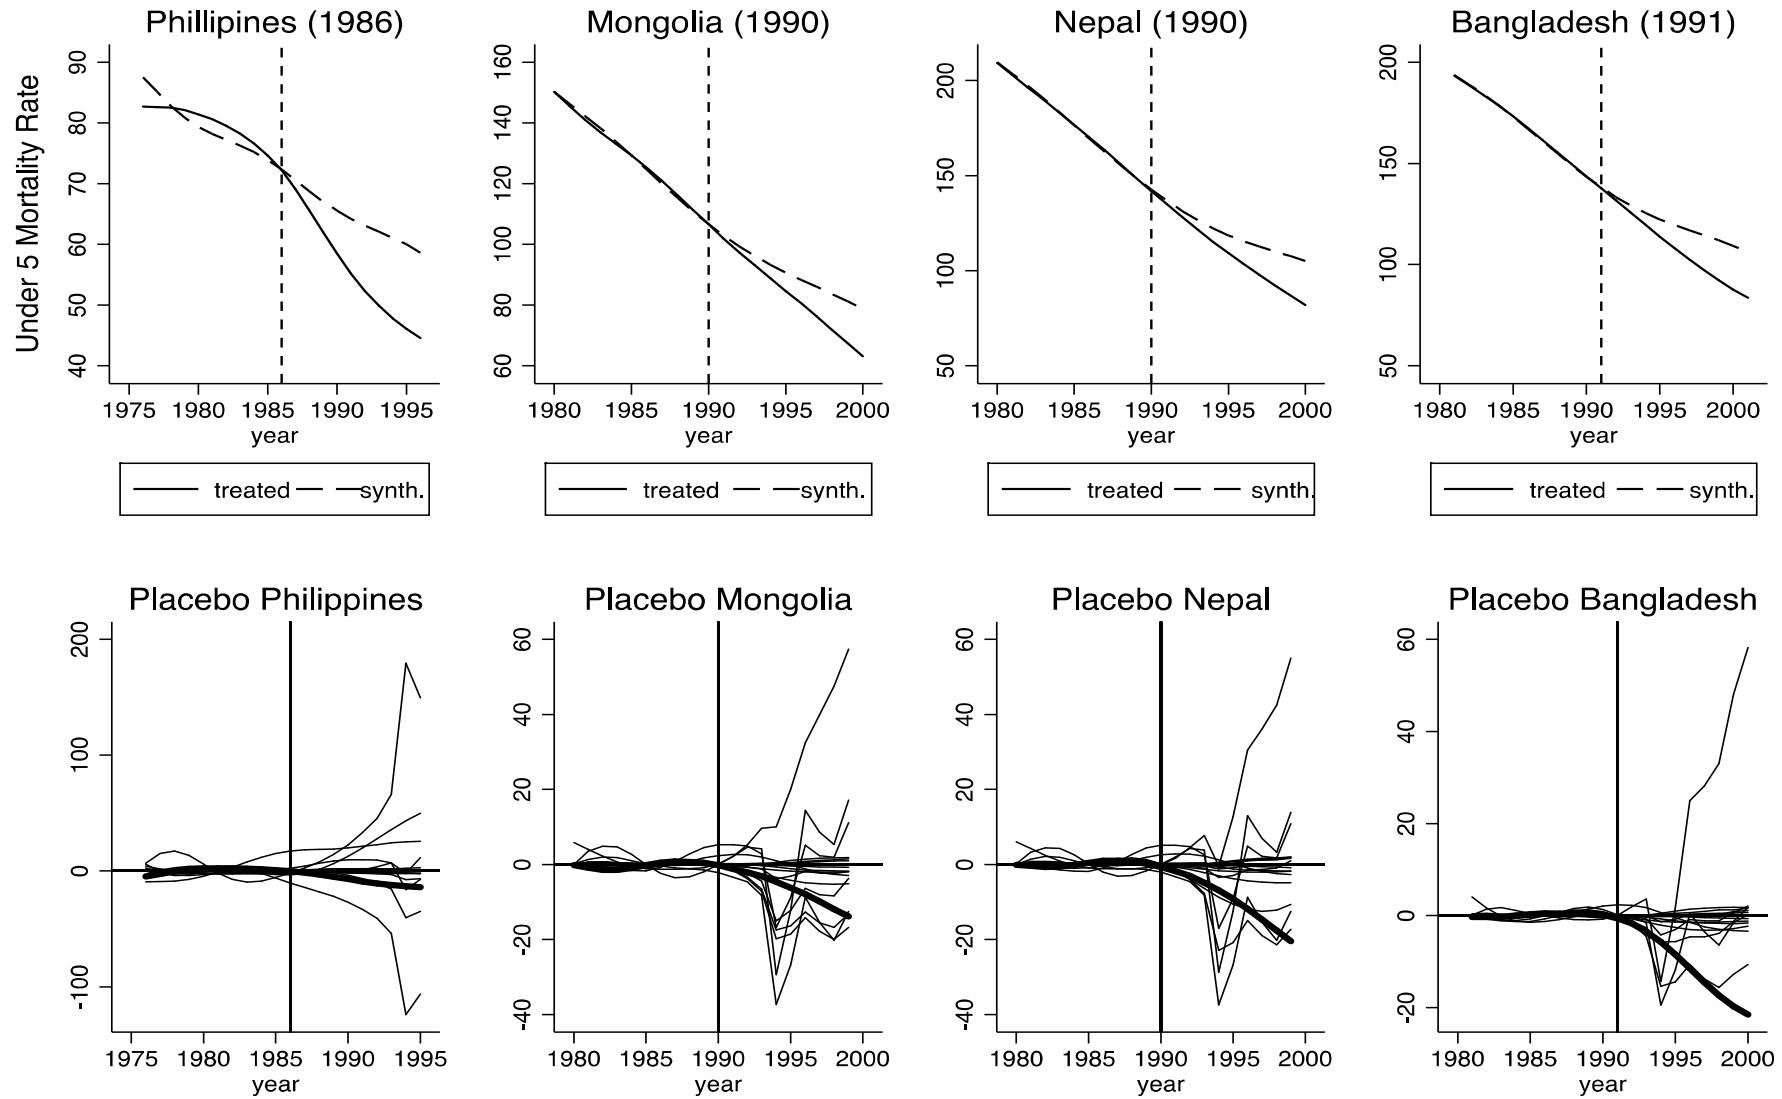 Phillipines (1986)
Under 5 Mortality Rate
90
80
70
60
50
40
1975 1980 1985 1990 1995
year
treated synth.
Mongolia (1990)
160
140
120
100
80
60
1980 1985 1990 1995 2000
year
treated synth.
Nepal (1990)
200
150
100
50
1980 1985 1990 1995 2000
year
treated synth.
Bangladesh (1991)
200
150
100
50
1980 1985 1990 1995 2000
year
treated synth.
Placebo Philippines
200
100
0
-100
1975 1980 1985 1990 1995
year
Placebo Mongolia
60
40
20
0
-20
-40
1980 1985 1990 1995 2000
year
Placebo Nepal
60
40
20
0
-20
-40
1980 1985 1990 1995 2000
year
Placebo Bangladesh
60
40
20
0
-20
1980 1985 1990 1995 2000
year